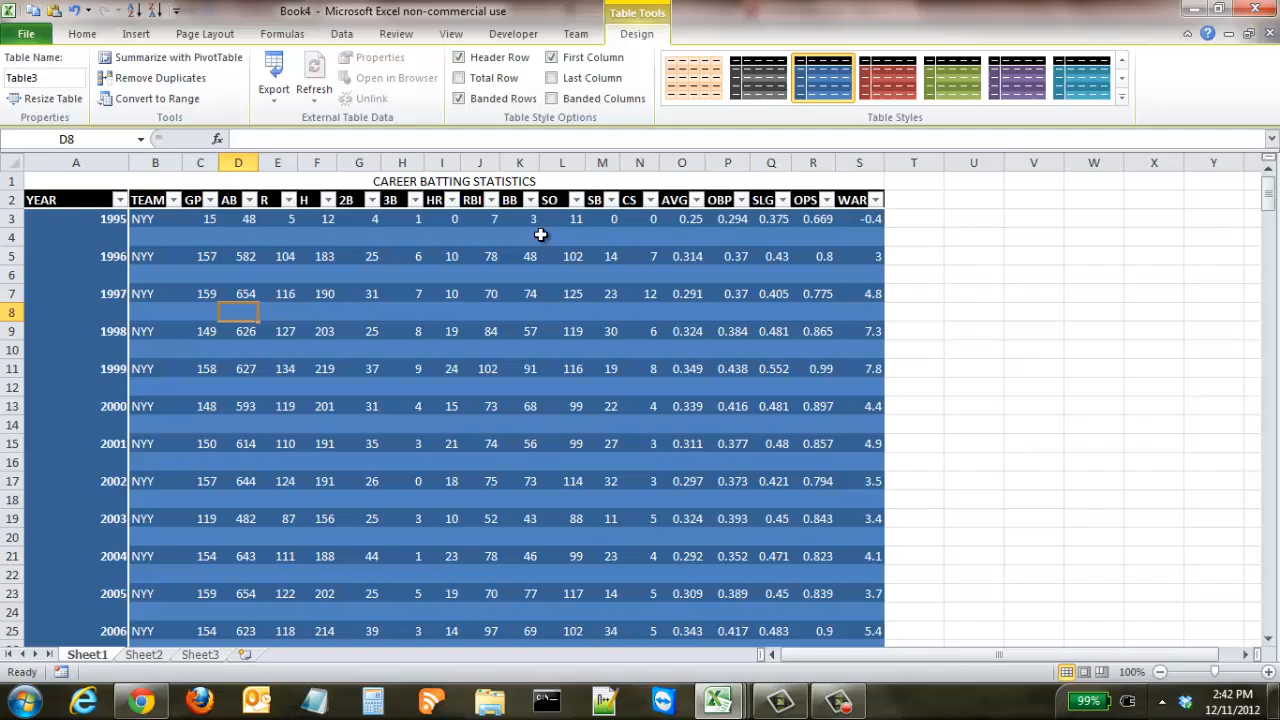 Book4 - Microsoft Excel non-commercial use
Table Tools
File Home Insert Page Layout Formulas Data Review View Developer Team Design
Table Name:
Table3
Resize Table
Properties
Summarize with PivotTable
Remove Duplicates
Convert to Range
Tools
Export
Refresh
Properties
Open in Browser
Unlink
External Table Data
Header Row
Total Row
Banded Rows
First Column
Last Column
Banded Columns
Table Style Options
Table Styles
D8 fx
A B C D E F G H I J K L M N O P Q R S T U V W X Y
1 CAREER BATTING STATISTICS
2 YEAR TEAM GP AB R H 2B 3B HR RBI BB SO SB CS AVG OBP SLG OPS WAR
3 1995 NYY 15 48 5 12 4 1 0 7 3 11 0 0 0.25 0.294 0.375 0.669 -0.4
4
5 1996 NYY 157 582 104 183 25 6 10 78 48 102 14 7 0.314 0.37 0.43 0.8 3
6
7 1997 NYY 159 654 116 190 31 7 10 70 74 125 23 12 0.291 0.37 0.405 0.775 4.8
8
9 1998 NYY 149 626 127 203 25 8 19 84 57 119 30 6 0.324 0.384 0.481 0.865 7.3
10
11 1999 NYY 158 627 134 219 37 9 24 102 91 116 19 8 0.349 0.438 0.552 0.99 7.8
12
13 2000 NYY 148 593 119 201 31 4 15 73 68 99 22 4 0.339 0.416 0.481 0.897 4.4
14
15 2001 NYY 150 614 110 191 35 3 21 74 56 99 27 3 0.311 0.377 0.48 0.857 4.9
16
17 2002 NYY 157 644 124 191 26 0 18 75 73 114 32 3 0.297 0.373 0.421 0.794 3.5
18
19 2003 NYY 119 482 87 156 25 3 10 52 43 88 11 5 0.324 0.393 0.45 0.843 3.4
20
21 2004 NYY 154 643 111 188 44 1 23 78 46 99 23 4 0.292 0.352 0.471 0.823 4.1
22
23 2005 NYY 159 654 122 202 25 5 19 70 77 117 14 5 0.309 0.389 0.45 0.839 3.7
24
25 2006 NYY 154 623 118 214 39 3 14 97 69 102 34 5 0.343 0.417 0.483 0.9 5.4
Sheet1 Sheet2 Sheet3
Ready 100%
99% 2:42 PM
12/11/2012